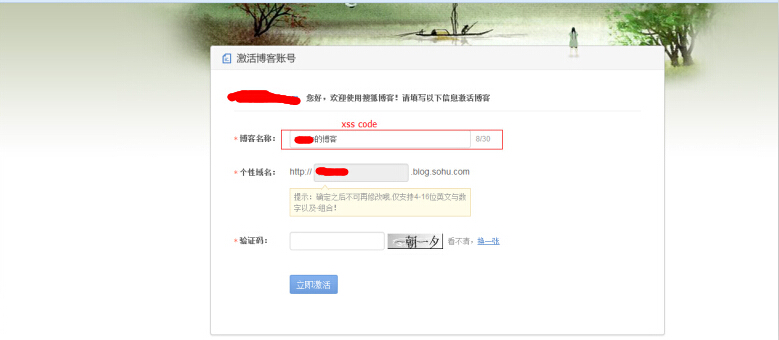 激活博客账号
您好，欢迎使用搜狐博客！请填写以下信息激活博客
xss code
* 博客名称： 的博客 8/30
* 个性域名： http:// .blog.sohu.com
提示：确定之后不可再修改哦,仅支持4-16位英文与数
字以及-组合！
* 验证码： 一朝一夕 看不清，换一张
立即激活